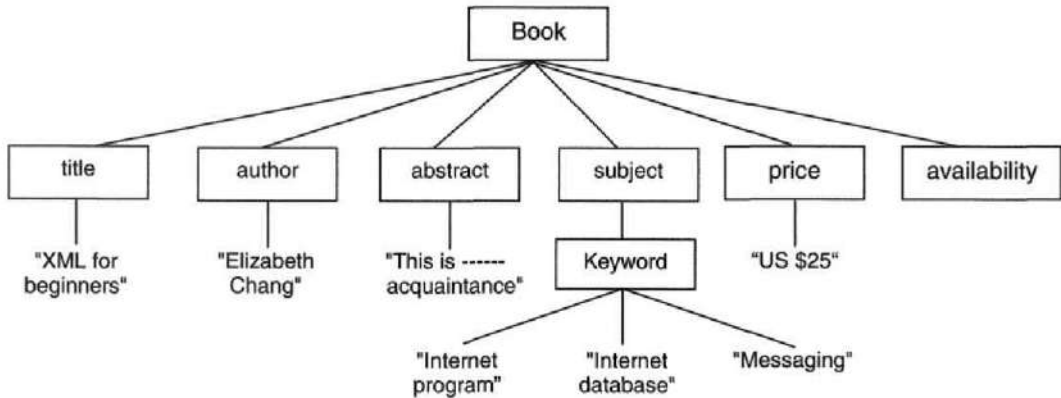 Book
title
author
abstract
subject
price
availability
"XML for
beginners"
"Elizabeth
Chang"
"This is ------
acquaintance"
Keyword
"US $25"
"Internet
program"
"Internet
database"
"Messaging"